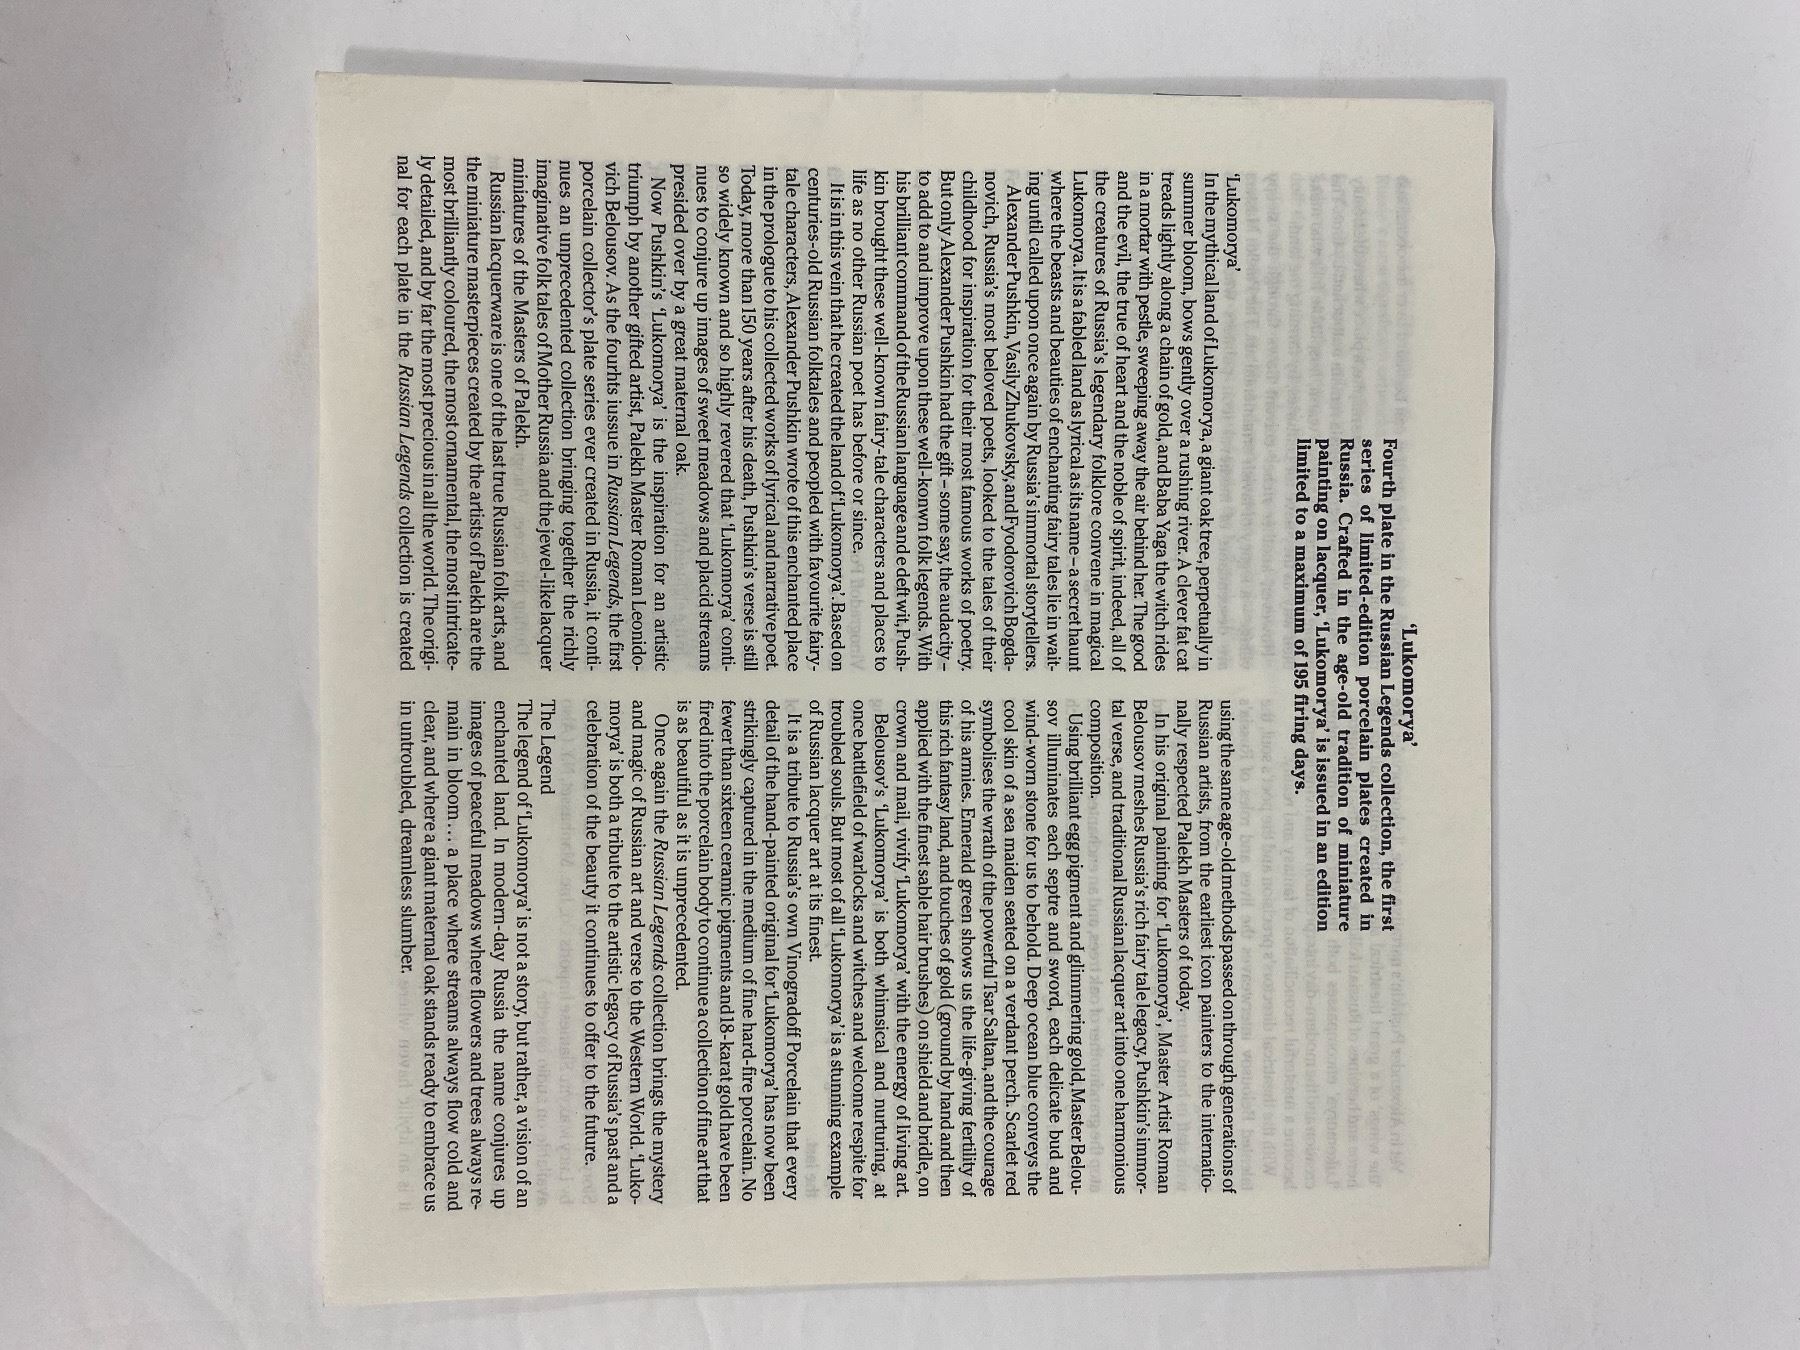 'Lukomorya'
Fourth plate in the Russian Legends collection, the first
series of limited-edition porcelain plates created in
Russia. Crafted in the age-old tradition of miniature
painting on lacquer, 'Lukomorya' is issued in an edition
limited to a maximum of 195 firing days.
'Lukomorya'
In the mythical land of Lukomorya, a giant oak tree, perpetually in
summer bloom, bows gently over a rushing river. A clever fat cat
treads lightly along a chain of gold, and Baba Yaga the witch rides
in a mortar with pestle, sweeping away the air behind her. The good
and the evil, the true of heart and the noble of spirit, indeed, all of
the creatures of Russia's legendary folklore convene in magical
Lukomorya. It is a fabled land as lyrical as its name – a secret haunt
where the beasts and beauties of enchanting fairy tales lie in wait-
ing until called upon once again by Russia's immortal storytellers.
Alexander Pushkin, Vasily Zhukovsky, and Fyodorovich Bogda-
novich, Russia's most beloved poets, looked to the tales of their
childhood for inspiration for their most famous works of poetry.
But only Alexander Pushkin had the gift – some say, the audacity –
to add to and improve upon these well-konwn folk legends. With
his brilliant command of the Russian language and e deft wit, Push-
kin brought these well-known fairy-tale characters and places to
life as no other Russian poet has before or since.
It is in this vein that he created the land of 'Lukomorya'. Based on
centuries-old Russian folktales and peopled with favourite fairy-
tale characters, Alexander Pushkin wrote of this enchanted place
in the prologue to his collected works of lyrical and narrative poet.
Today, more than 150 years after his death, Pushkin's verse is still
so widely known and so highly revered that 'Lukomorya' conti-
nues to conjure up images of sweet meadows and placid streams
presided over by a great maternal oak.
Now Pushkin's 'Lukomorya' is the inspiration for an artistic
triumph by another gifted artist, Palekh Master Roman Leonido-
vich Belousov. As the fourhts iussue in Russian Legends, the first
porcelain collector's plate series ever created in Russia, it conti-
nues an unprecedented collection bringing together the richly
imaginative folk tales of Mother Russia and the jewel-like lacquer
miniatures of the Masters of Palekh.
Russian lacquerware is one of the last true Russian folk arts, and
the miniature masterpieces created by the artists of Palekh are the
most brilliantly coloured, the most ornamental, the most intricate-
ly detailed, and by far the most precious in all the world. The origi-
nal for each plate in the Russian Legends collection is created
using the same age-old methods passed on through generations of
Russian artists, from the earliest icon painters to the internatio-
nally respected Palekh Masters of today.
In his original painting for 'Lukomorya', Master Artist Roman
Belousov meshes Russia's rich fairy tale legacy, Pushkin's immor-
tal verse, and traditional Russian lacquer art into one harmonious
composition.
Using brilliant egg pigment and glimmering gold, Master Belou-
sov illuminates each septre and sword, each delicate bud and
wind-worn stone for us to behold. Deep ocean blue conveys the
cool skin of a sea maiden seated on a verdant perch. Scarlet red
symbolises the wrath of the powerful Tsar Saltan, and the courage
of his armies. Emerald green shows us the life-giving fertility of
this rich fantasy land, and touches of gold (ground by hand and then
applied with the finest sable hair brushes) on shield and bridle, on
crown and mail, vivify 'Lukomorya' with the energy of living art.
Belousov's 'Lukomorya' is both whimsical and nurturing, at
once battlefield of warlocks and witches and welcome respite for
troubled souls. But most of all 'Lukomorya' is a stunning example
of Russian lacquer art at its finest.
It is a tribute to Russia's own Vinogradoff Porcelain that every
detail of the hand-painted original for 'Lukomorya' has now been
strikingly captured in the medium of fine hard-fire porcelain. No
fewer than sixteen ceramic pigments and 18-karat gold have been
fired into the porcelain body to continue a collection of fine art that
is as beautiful as it is unprecedented.
Once again the Russian Legends collection brings the mystery
and magic of Russian art and verse to the Western World. 'Luko-
morya' is both a tribute to the artistic legacy of Russia's past and a
celebration of the beauty it continues to offer to the future.
The Legend
The legend of 'Lukomorya' is not a story, but rather, a vision of an
enchanted land. In modern-day Russia the name conjures up
images of peaceful meadows where flowers and trees always re-
main in bloom ... a place where streams always flow cold and
clear, and where a giant maternal oak stands ready to embrace us
in untroubled, dreamless slumber.